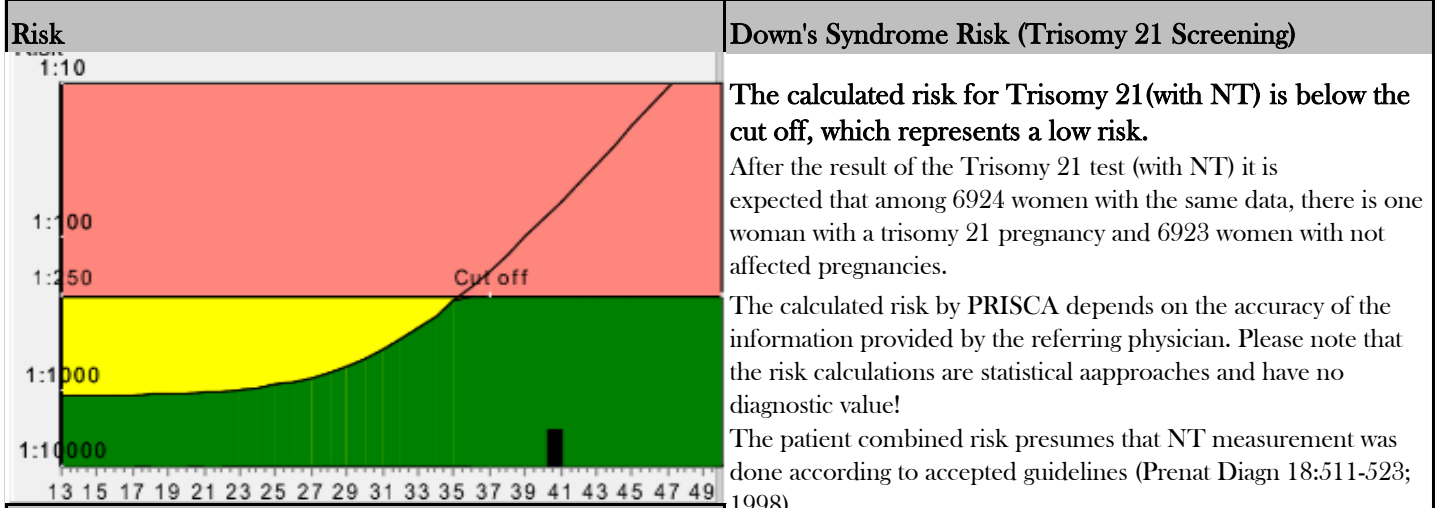 Risk
Down's Syndrome Risk (Trisomy 21 Screening)
1:10
1:100
1:250
Cut off
1:1000
1:10000
13 15 17 19 21 23 25 27 29 31 33 35 37 39 41 43 45 47 49
The calculated risk for Trisomy 21(with NT) is below the
cut off, which represents a low risk.
After the result of the Trisomy 21 test (with NT) it is
expected that among 6924 women with the same data, there is one
woman with a trisomy 21 pregnancy and 6923 women with not
affected pregnancies.
The calculated risk by PRISCA depends on the accuracy of the
information provided by the referring physician. Please note that
the risk calculations are statistical aapproaches and have no
diagnostic value!
The patient combined risk presumes that NT measurement was
done according to accepted guidelines (Prenat Diagn 18:511-523;
1998)